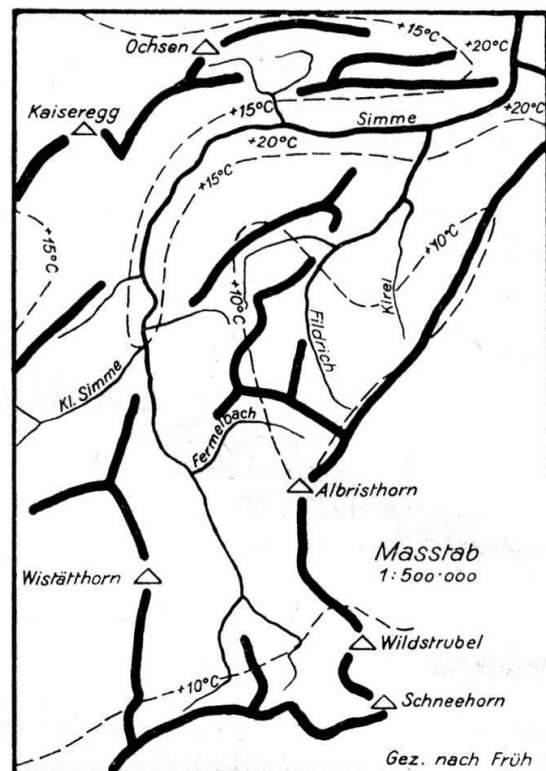 Ochsen
+15°C
+20°C
Kaiseregg
+15°C
Simme
+20°C
+20°C
+15°C
+15°C
+10°C
+10°C
Kirel
Fildrich
Kl. Simme
Fermelbach
Albristhorn
Masstab
1:500·000
Wistätthorn
Wildstrubel
+10°C
Schneehorn
Gez. nach Früh